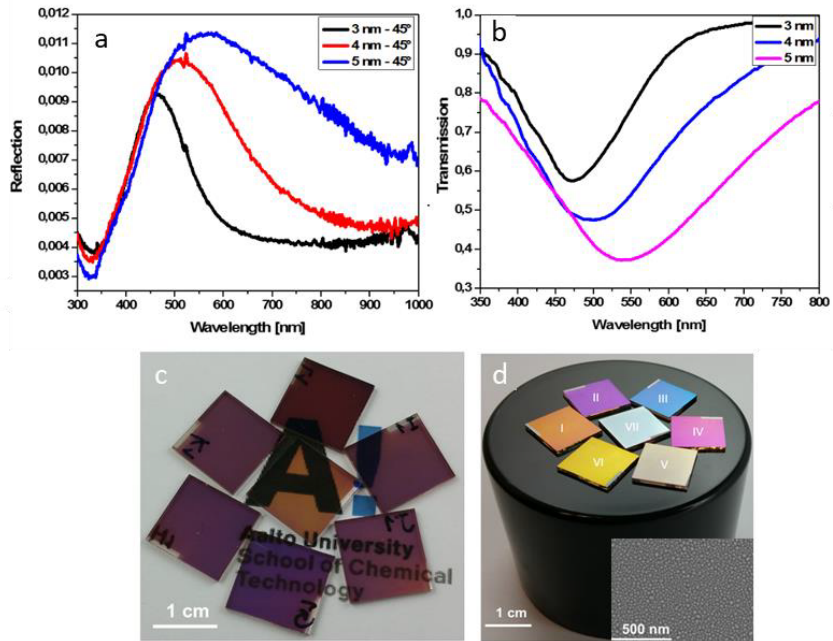 a
3 nm - 45°
4 nm - 45°
5 nm - 45°
0,012
0,011
0,010
0,009
0,008
0,007
0,006
0,005
0,004
0,003
Reflection
300 400 500 600 700 800 900 1000
Wavelength [nm]
b
3 nm
4 nm
5 nm
1,0
0,9
0,8
0,7
0,6
0,5
0,4
0,3
Transmission
350 400 450 500 550 600 650 700 750 800
Wavelength [nm]
c
A!
Aalto University
School of Chemical
Technology
1 cm
d
I
II
III
IV
V
VI
VII
1 cm
500 nm